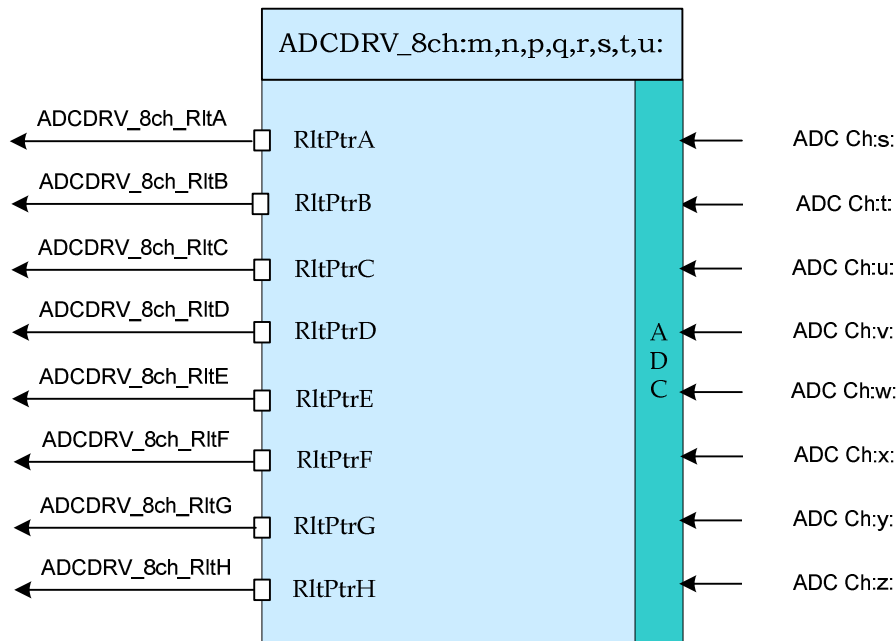 ADCDRV_8ch:m,n,p,q,r,s,t,u:
ADCDRV_8ch_RltA
RltPtrA
ADC Ch:s:
ADCDRV_8ch_RltB
RltPtrB
ADC Ch:t:
ADCDRV_8ch_RltC
RltPtrC
ADC Ch:u:
ADCDRV_8ch_RltD
RltPtrD
ADC Ch:v:
ADCDRV_8ch_RltE
RltPtrE
ADC Ch:w:
ADCDRV_8ch_RltF
RltPtrF
ADC Ch:x:
ADCDRV_8ch_RltG
RltPtrG
ADC Ch:y:
ADCDRV_8ch_RltH
RltPtrH
ADC Ch:z:
A
D
C